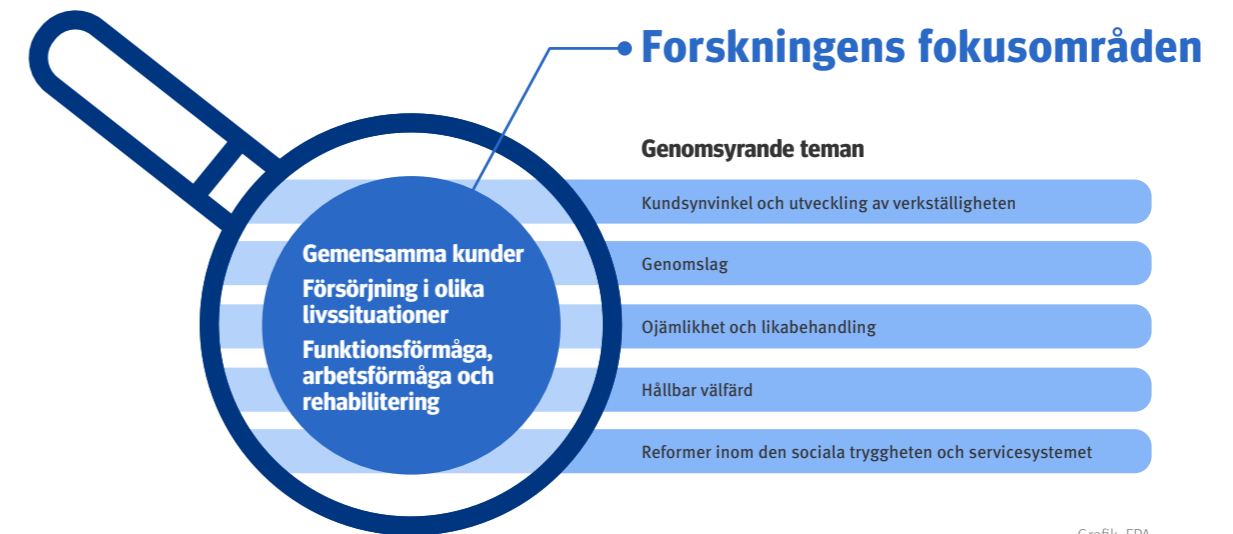 Forskningens fokusområden
Genomsyrande teman
Kundsynvinkel och utveckling av verkställigheten
Genomslag
Ojämlikhet och likabehandling
Hållbar välfärd
Reformer inom den sociala tryggheten och servicesystemet
Gemensamma kunder
Försörjning i olika
livssituationer
Funktionsförmåga,
arbetsförmåga och
rehabilitering